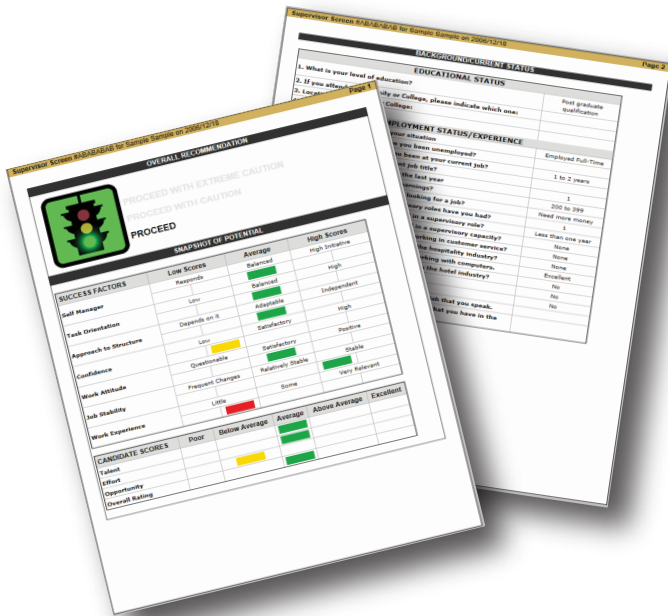 Supervisor Screen #ABABABAB for Sample Sample on 2006/12/18 Page 1
OVERALL RECOMMENDATION
PROCEED WITH EXTREME CAUTION
PROCEED WITH CAUTION
PROCEED
SNAPSHOT OF POTENTIAL
SUCCESS FACTORS Low Scores Average High Scores
Self Manager Responds Balanced High Initiative
Task Orientation Low Balanced High
Approach to Structure Depends on it Adaptable Independent
Confidence Low Satisfactory High
Work Attitude Questionable Satisfactory Positive
Job Stability Frequent Changes Relatively Stable Stable
Work Experience Little Some Very Relevant
CANDIDATE SCORES Poor Below Average Average Above Average Excellent
Talent
Effort
Opportunity
Overall Rating
Supervisor Screen #ABABABAB for Sample Sample on 2006/12/18 Page 2
BACKGROUND/CURRENT STATUS
EDUCATIONAL STATUS
1. What is your level of education? Post graduate qualification
2. If you attend ity or College, please indicate which one:
3. Locat College:
PLOYMENT STATUS/EXPERIENCE
our situation Employed Full-Time
you been unemployed?
been at your current job? 1 to 2 years
job title?
the last year 1
earnings? 200 to 399
looking for a job? Need more money
ory roles have you had? 1
in a supervisory role? Less than one year
in a supervisory capacity? None
orking in customer service? None
the hospitality industry? None
rking with computers. Excellent
the hotel industry? No
No
h that you speak. No
hat you have in the